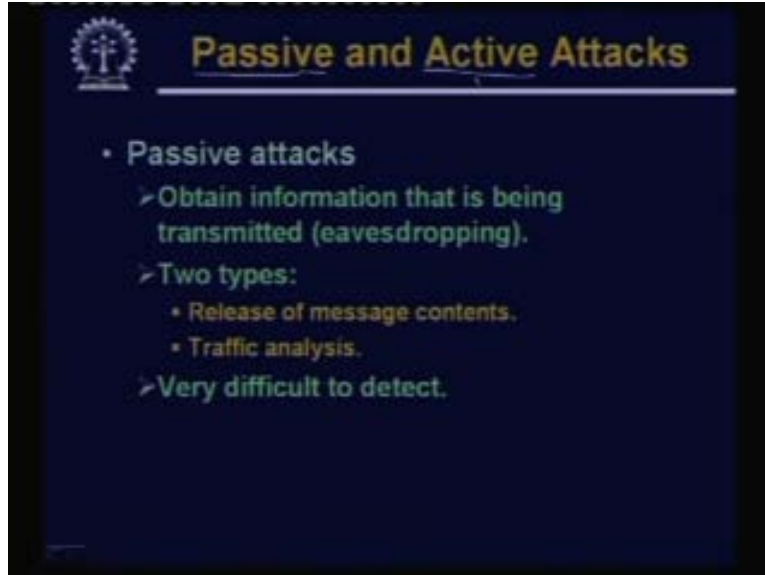 Passive and Active Attacks
• Passive attacks
➢Obtain information that is being
transmitted (eavesdropping).
➢Two types:
▪ Release of message contents.
▪ Traffic analysis.
➢Very difficult to detect.